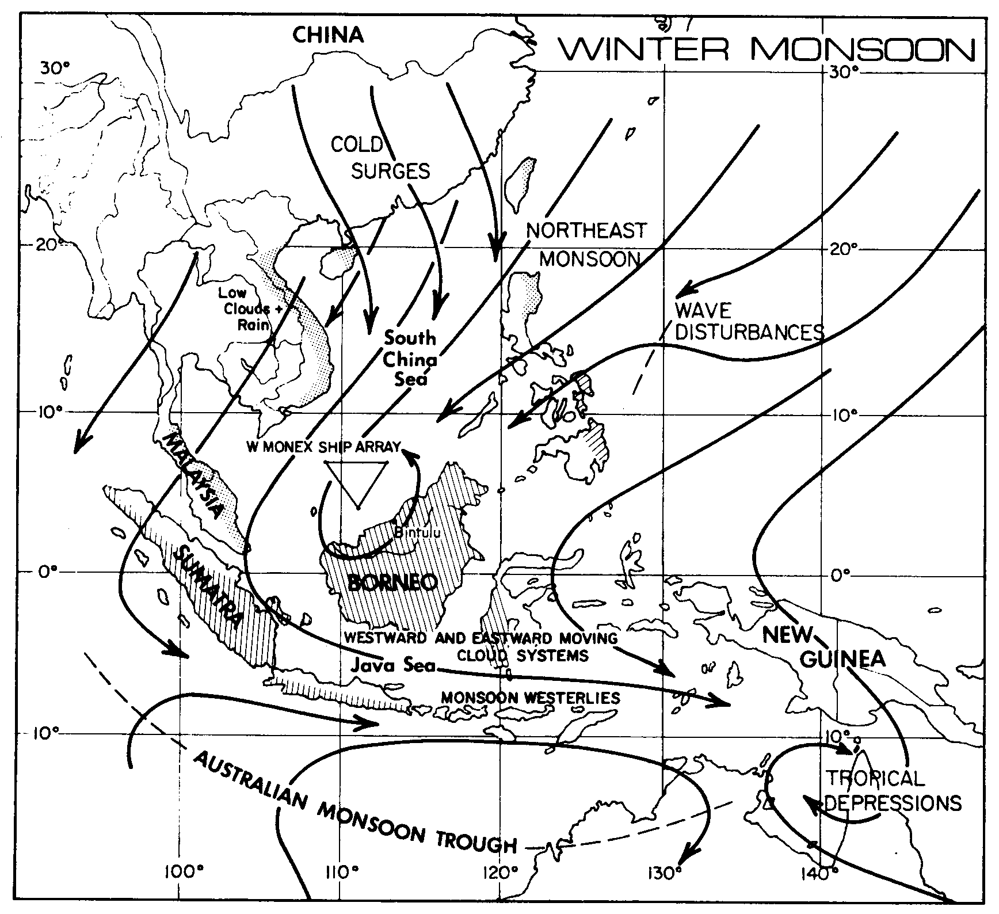 CHINA
WINTER MONSOON
30°
30°
COLD
SURGES
NORTHEAST
MONSOON
20°
20°
Low
Clouds +
Rain
WAVE
DISTURBANCES
South
China
Sea
10°
10°
W MONEX SHIP ARRAY
MALAYSIA
Bintulu
SUMATRA
BORNEO
0°
0°
WESTWARD AND EASTWARD MOVING
CLOUD SYSTEMS
NEW
GUINEA
Java Sea
MONSOON WESTERLIES
10°
10°
AUSTRALIAN MONSOON TROUGH
TROPICAL
DEPRESSIONS
100°
110°
120°
130°
140°